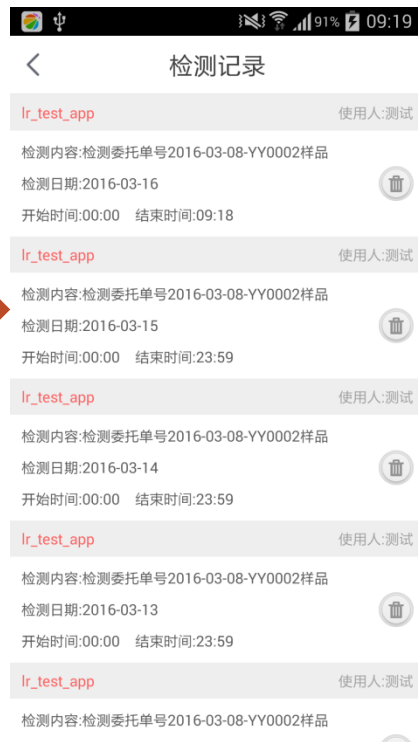 91% 09:19
检测记录
lr_test_app 使用人:测试
检测内容:检测委托单号2016-03-08-YY0002样品
检测日期:2016-03-16
开始时间:00:00 结束时间:09:18
lr_test_app 使用人:测试
检测内容:检测委托单号2016-03-08-YY0002样品
检测日期:2016-03-15
开始时间:00:00 结束时间:23:59
lr_test_app 使用人:测试
检测内容:检测委托单号2016-03-08-YY0002样品
检测日期:2016-03-14
开始时间:00:00 结束时间:23:59
lr_test_app 使用人:测试
检测内容:检测委托单号2016-03-08-YY0002样品
检测日期:2016-03-13
开始时间:00:00 结束时间:23:59
lr_test_app 使用人:测试
检测内容:检测委托单号2016-03-08-YY0002样品